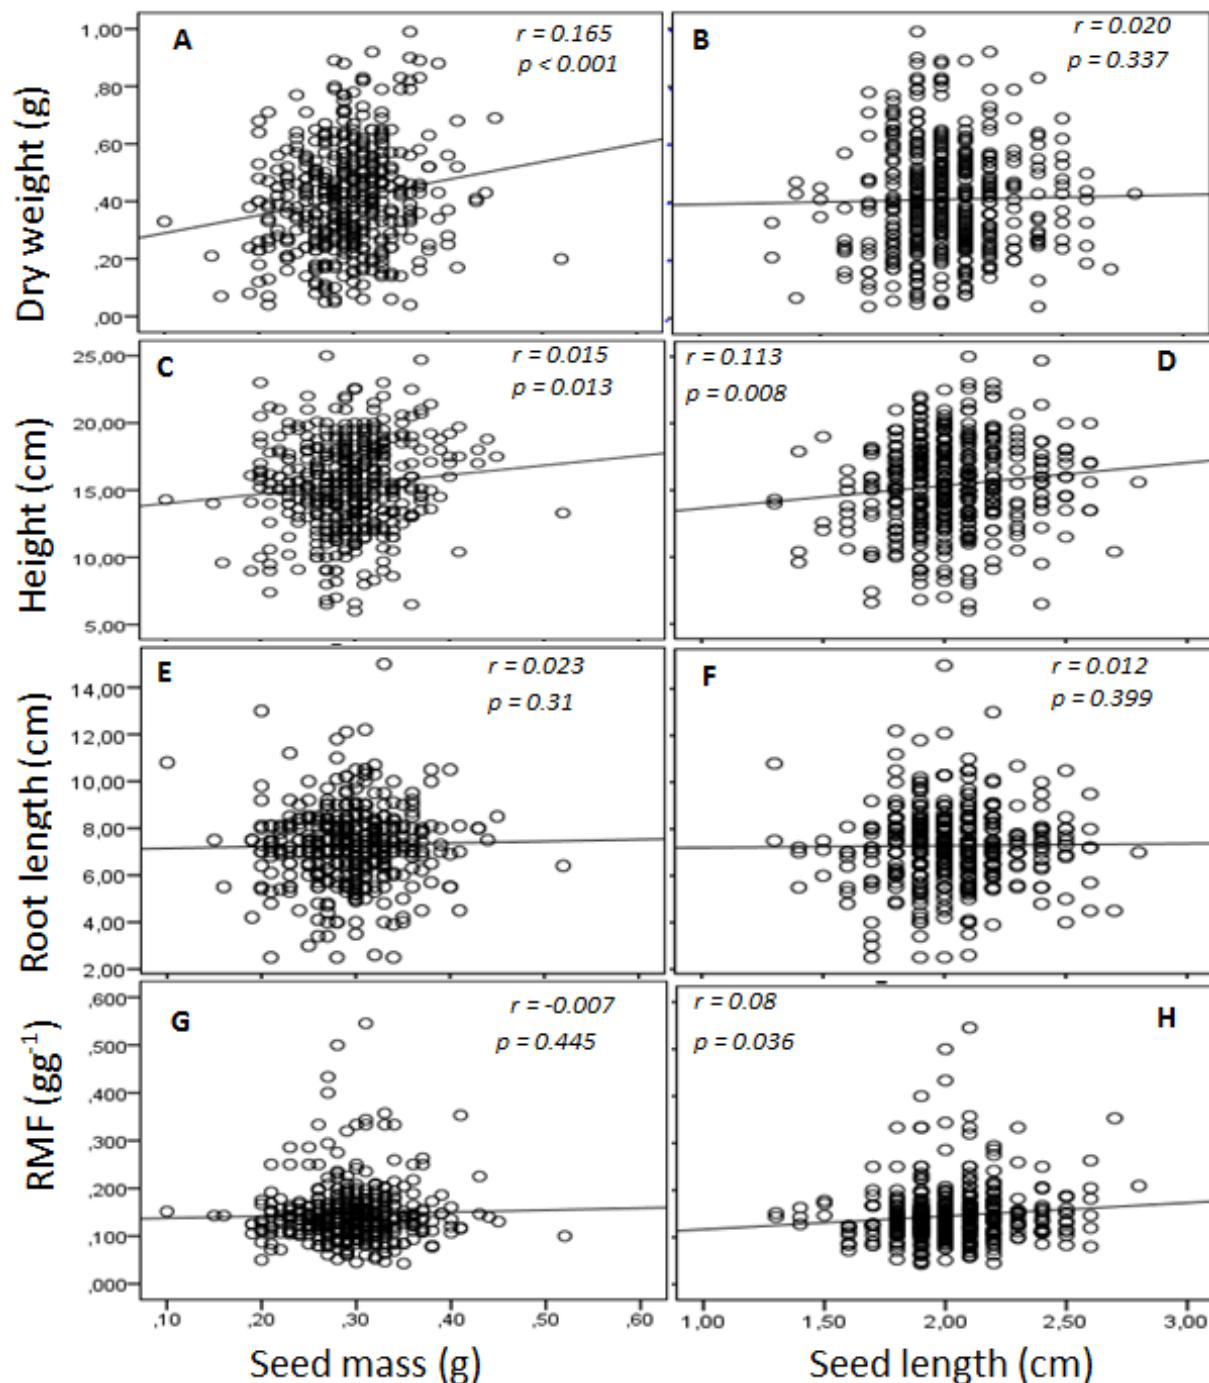 A
r = 0.165
p < 0.001
B
r = 0.020
p = 0.337
Dry weight (g)
1,00
,80
,60
,40
,20
,00
C
r = 0.015
p = 0.013
r = 0.113
p = 0.008
D
Height (cm)
25,00
20,00
15,00
10,00
5,00
E
r = 0.023
p = 0.31
F
r = 0.012
p = 0.399
Root length (cm)
14,00
12,00
10,00
8,00
6,00
4,00
2,00
G
r = -0.007
p = 0.445
r = 0.08
p = 0.036
H
RMF (gg⁻¹)
,600
,500
,400
,300
,200
,100
,000
,10 ,20 ,30 ,40 ,50 ,60
1,00 1,50 2,00 2,50 3,00
Seed mass (g)
Seed length (cm)